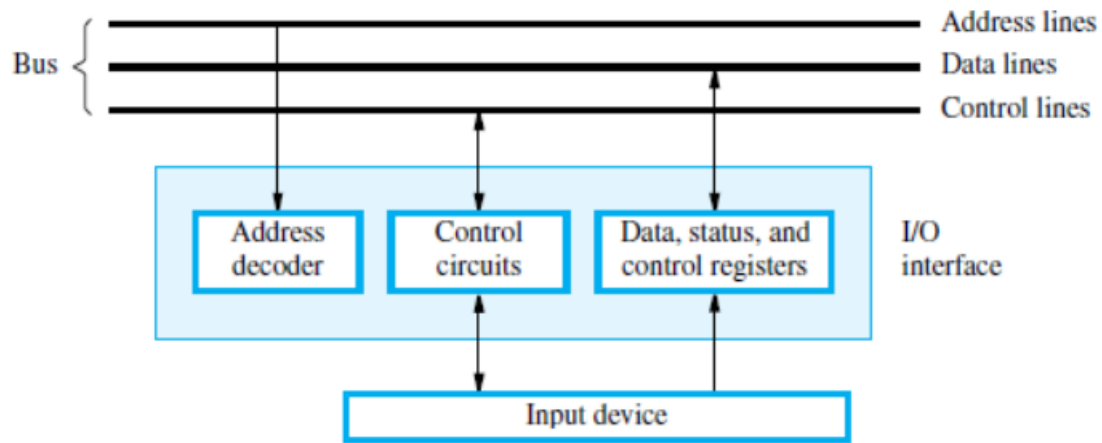 Address lines
Bus
Data lines
Control lines
Address
decoder
Control
circuits
Data, status, and
control registers
I/O
interface
Input device